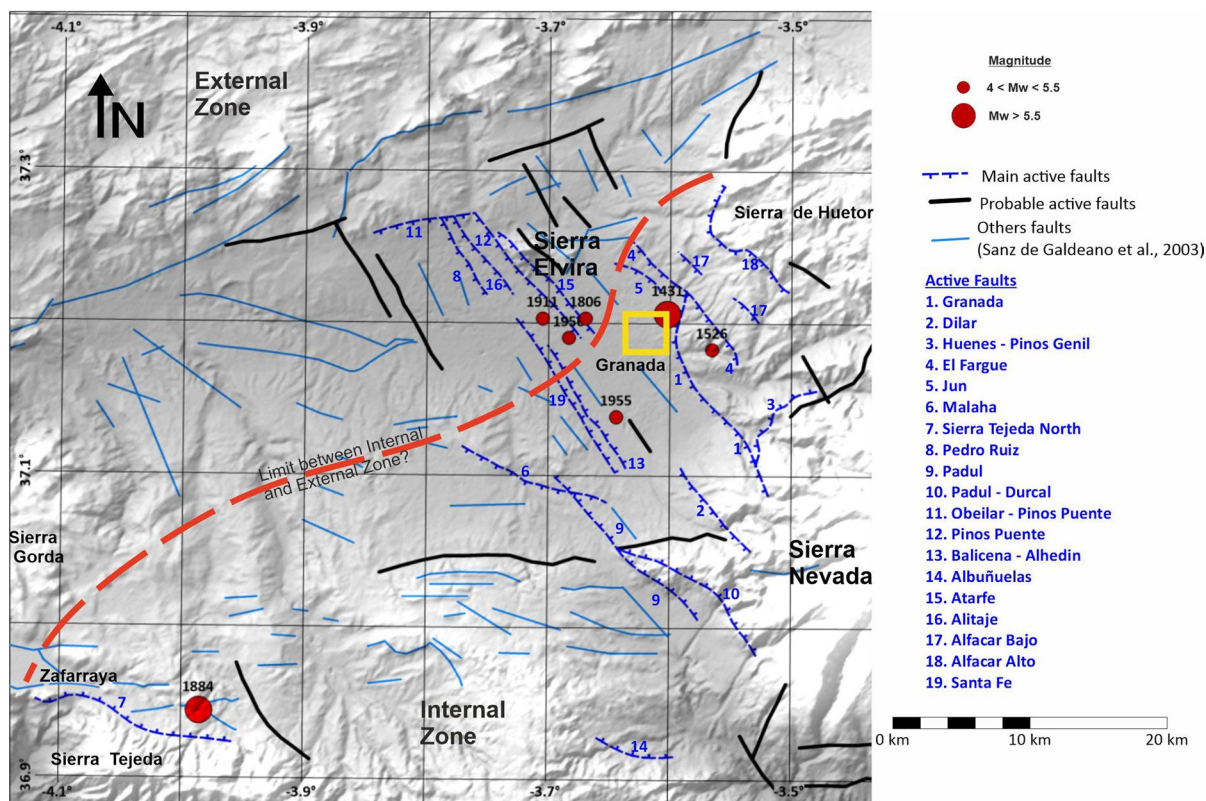 -4.1°
-3.9°
-3.7°
-3.5°
External
Zone
N
37.3°
Sierra de Huetor
11
12
Sierra
Elvira
4
17
18
8
16
15
5
1431
17
1911
1806
1956
1526
Granada
4
1
3
19
1955
Limit between Internal
and External Zone?
13
1
37.1°
6
2
Sierra
Gorda
9
Sierra
Nevada
9
10
Zafarraya
1884
7
Internal
Zone
Sierra Tejeda
14
36.9°
-4.1°
-3.9°
-3.7°
-3.5°
Magnitude
4 < Mw < 5.5
Mw > 5.5
Main active faults
Probable active faults
Others faults
(Sanz de Galdeano et al., 2003)
Active Faults
1. Granada
2. Dilar
3. Huenes - Pinos Genil
4. El Fargue
5. Jun
6. Malaha
7. Sierra Tejeda North
8. Pedro Ruiz
9. Padul
10. Padul - Durcal
11. Obeilar - Pinos Puente
12. Pinos Puente
13. Balicena - Alhedin
14. Albuñuelas
15. Atarfe
16. Alitaje
17. Alfacar Bajo
18. Alfacar Alto
19. Santa Fe
0 km
10 km
20 km